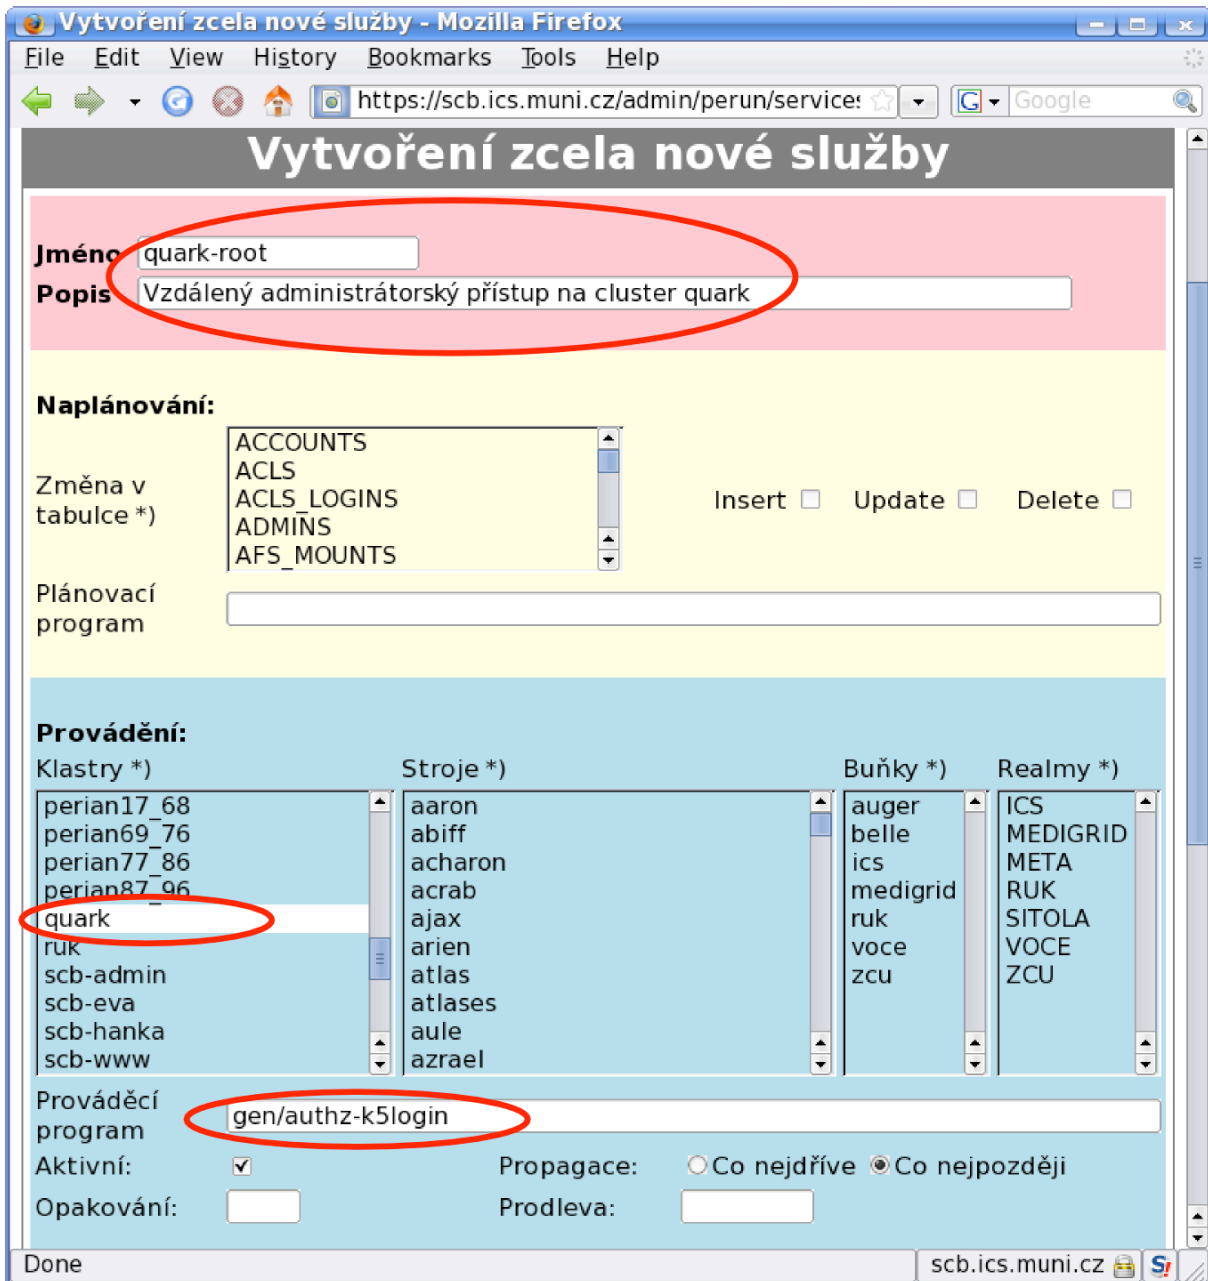 Vytvoření zcela nové služby - Mozilla Firefox
File Edit View History Bookmarks Tools Help
https://scb.ics.muni.cz/admin/perun/service: Google
Vytvoření zcela nové služby
Jméno quark-root
Popis Vzdálený administrátorský přístup na cluster quark
Naplánování:
Změna v tabulce *)
ACCOUNTS
ACLS
ACLS_LOGINS
ADMINS
AFS_MOUNTS
Insert Update Delete
Plánovací
program
Provádění:
Klastry *) Stroje *) Buňky *) Realmy *)
perian17_68 aaron auger ICS
perian69_76 abiff belle MEDIGRID
perian77_86 acharon ics META
perian87_96 acrab medigrid RUK
quark ajax ruk SITOLA
ruk arien voce VOCE
scb-admin atlas zcu ZCU
scb-eva atlases
scb-hanka aule
scb-www azrael
Prováděcí
program gen/authz-k5login
Aktivní: Propagace: Co nejdříve Co nejpozději
Opakování: Prodleva:
Done scb.ics.muni.cz